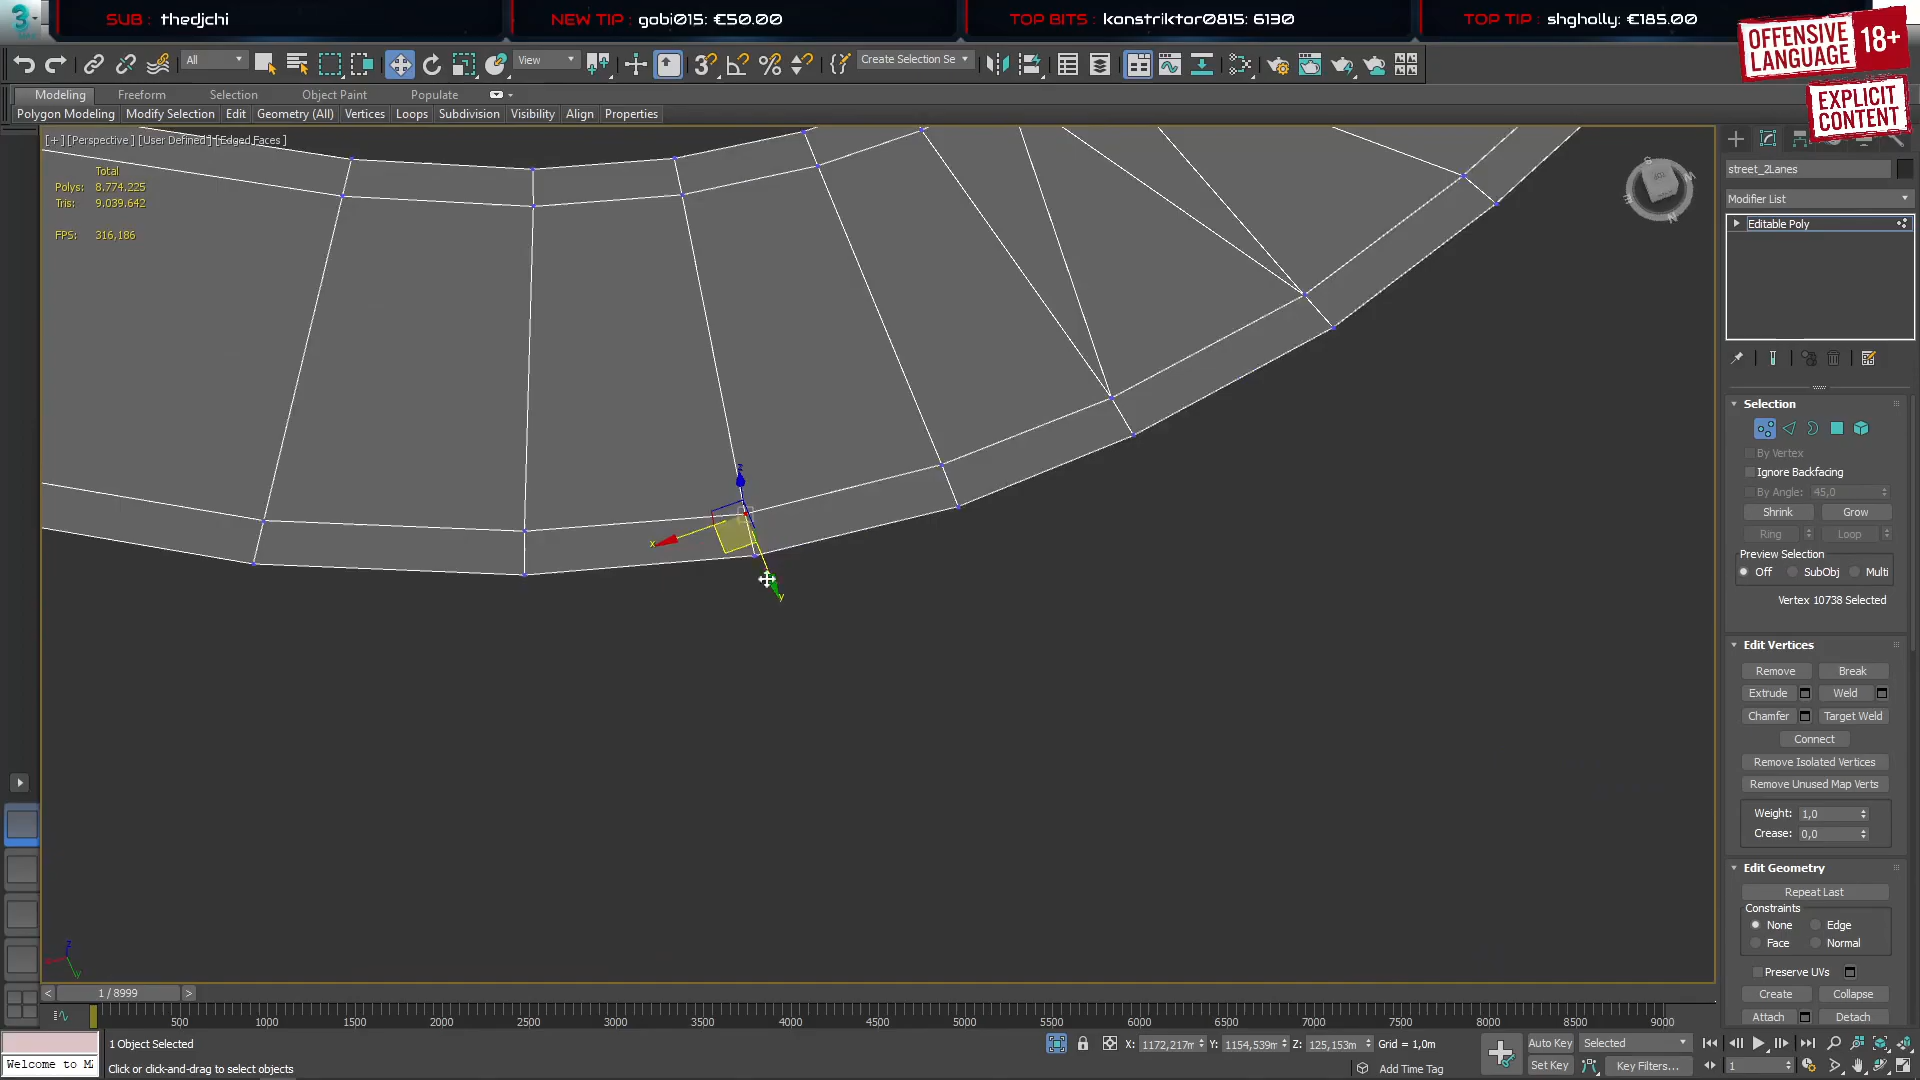 SUB : thedjchi
NEW TIP : gobi015: €50.00
TOP BITS : konstriktor0815: 6130
TOP TIP : shgholly: €185.00
OFFENSIVE LANGUAGE 18+
EXPLICIT CONTENT
All
View
Create Selection Se
Modeling
Freeform
Selection
Object Paint
Populate
Polygon Modeling
Modify Selection
Edit
Geometry (All)
Vertices
Loops
Subdivision
Visibility
Align
Properties
[+] [Perspective ] [User Defined ] [Edged Faces ]
Total
Polys: 8.774.225
Tris: 9.039.642
FPS: 316,186
x
y
z
street_2Lanes
Modifier List
Editable Poly
Selection
By Vertex
Ignore Backfacing
By Angle: 45,0
Shrink
Grow
Ring
Loop
Preview Selection
Off
SubObj
Multi
Vertex 10738 Selected
Edit Vertices
Remove
Break
Extrude
Weld
Chamfer
Target Weld
Connect
Remove Isolated Vertices
Remove Unused Map Verts
Weight: 1,0
Crease: 0,0
Edit Geometry
Repeat Last
Constraints
None
Edge
Face
Normal
Preserve UVs
Create
Collapse
Attach
Detach
< 1 / 8999 >
500 1000 1500 2000 2500 3000 3500 4000 4500 5000 5500 6000 6500 7000 7500 8000 8500 9000
1 Object Selected
X: 1172,217m Y: 1154,539m Z: 125,153m Grid = 1,0m
Auto Key
Selected
Welcome to M
Click or click-and-drag to select objects
Add Time Tag
Set Key
Key Filters...
1